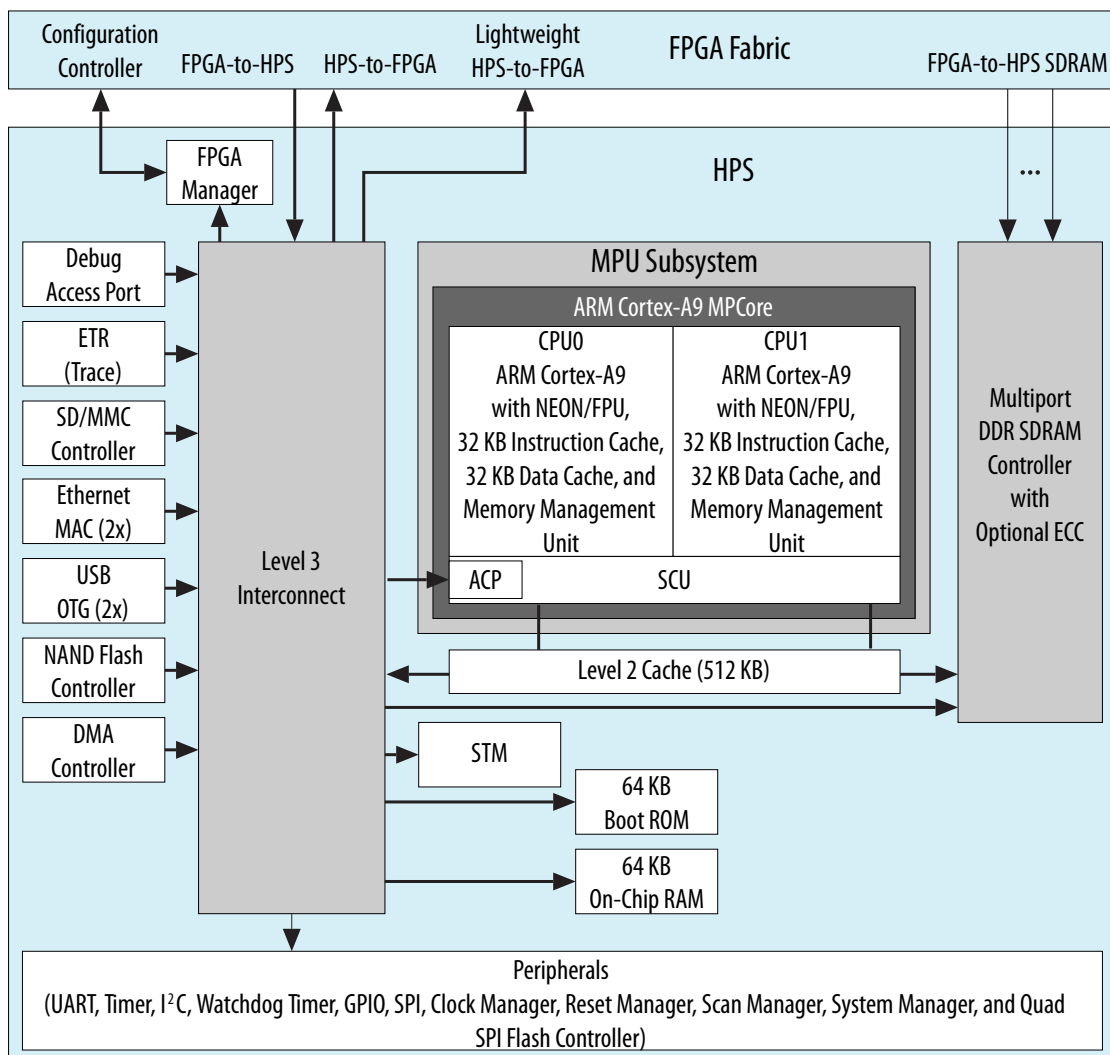 Configuration
Controller
FPGA-to-HPS
HPS-to-FPGA
Lightweight
HPS-to-FPGA
FPGA Fabric
FPGA-to-HPS SDRAM
HPS
FPGA
Manager
...
Debug
Access Port
ETR
(Trace)
SD/MMC
Controller
Ethernet
MAC (2x)
USB
OTG (2x)
NAND Flash
Controller
DMA
Controller
Level 3
Interconnect
MPU Subsystem
ARM Cortex-A9 MPCore
CPU0
ARM Cortex-A9
with NEON/FPU,
32 KB Instruction Cache,
32 KB Data Cache, and
Memory Management
Unit
CPU1
ARM Cortex-A9
with NEON/FPU,
32 KB Instruction Cache,
32 KB Data Cache, and
Memory Management
Unit
ACP
SCU
Level 2 Cache (512 KB)
Multiport
DDR SDRAM
Controller
with
Optional ECC
STM
64 KB
Boot ROM
64 KB
On-Chip RAM
Peripherals
(UART, Timer, I²C, Watchdog Timer, GPIO, SPI, Clock Manager, Reset Manager, Scan Manager, System Manager, and Quad
SPI Flash Controller)